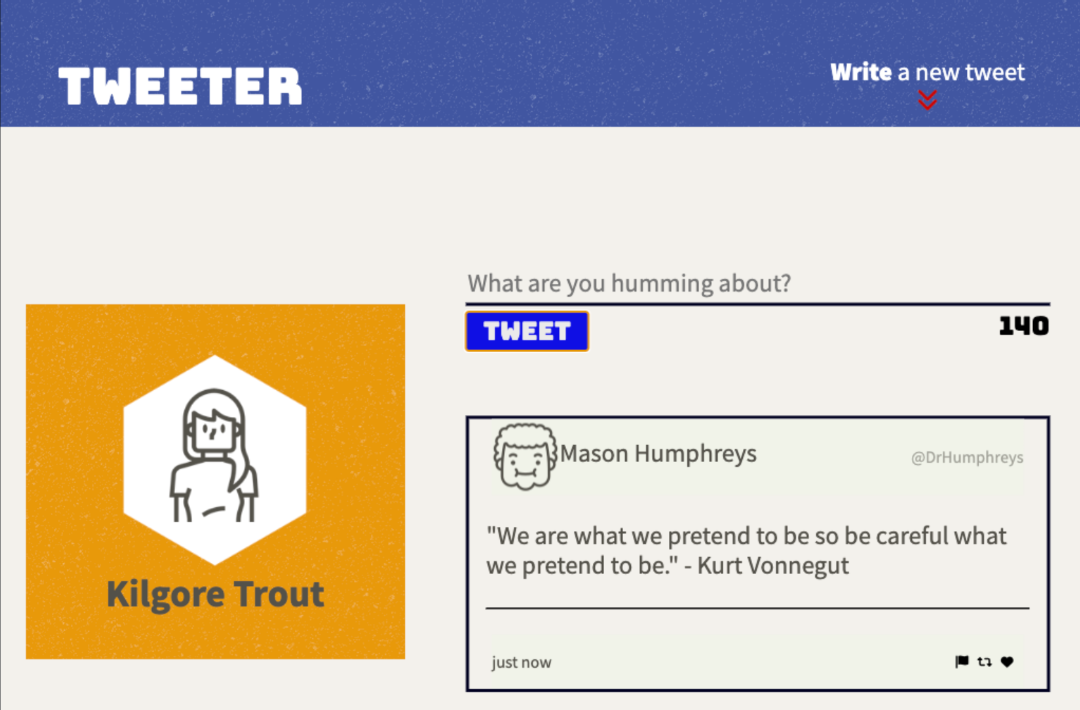 TWEETER
Write a new tweet
What are you humming about?
TWEET
140
Kilgore Trout
Mason Humphreys
@DrHumphreys
"We are what we pretend to be so be careful what
we pretend to be." - Kurt Vonnegut
just now